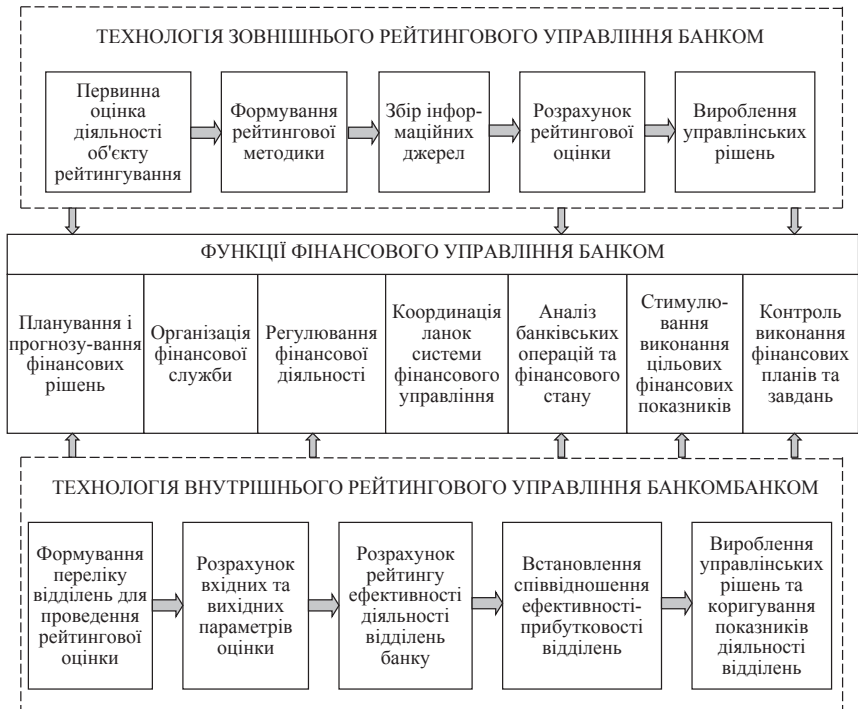 ТЕХНОЛОГІЯ ЗОВНІШНЬОГО РЕЙТИНГОВОГО УПРАВЛІННЯ БАНКОМ
Первинна
оцінка
діяльності
об'єкту
рейтингування
Формування
рейтингової
методики
Збір інфор-
маційних
джерел
Розрахунок
рейтингової
оцінки
Вироблення
управлінських
рішень
ФУНКЦІЇ ФІНАНСОВОГО УПРАВЛІННЯ БАНКОМ
Планування і
прогнозу-вання
фінансових
рішень
Організація
фінансової
служби
Регулювання
фінансової
діяльності
Координація
ланок
системи
фінансового
управління
Аналіз
банківських
операцій та
фінансового
стану
Стимулю-
вання
виконання
цільових
фінансових
показників
Контроль
виконання
фінансових
планів та
завдань
ТЕХНОЛОГІЯ ВНУТРІШНЬОГО РЕЙТИНГОВОГО УПРАВЛІННЯ БАНКОМБАНКОМ
Формування
переліку
відділень для
проведення
рейтингової
оцінки
Розрахунок
вхідних та
вихідних
параметрів
оцінки
Розрахунок
рейтингу
ефективності
діяльності
відділень
банку
Встановлення
співвідношення
ефективності-
прибутковості
відділень
Вироблення
управлінських
рішень та
коригування
показників
діяльності
відділень